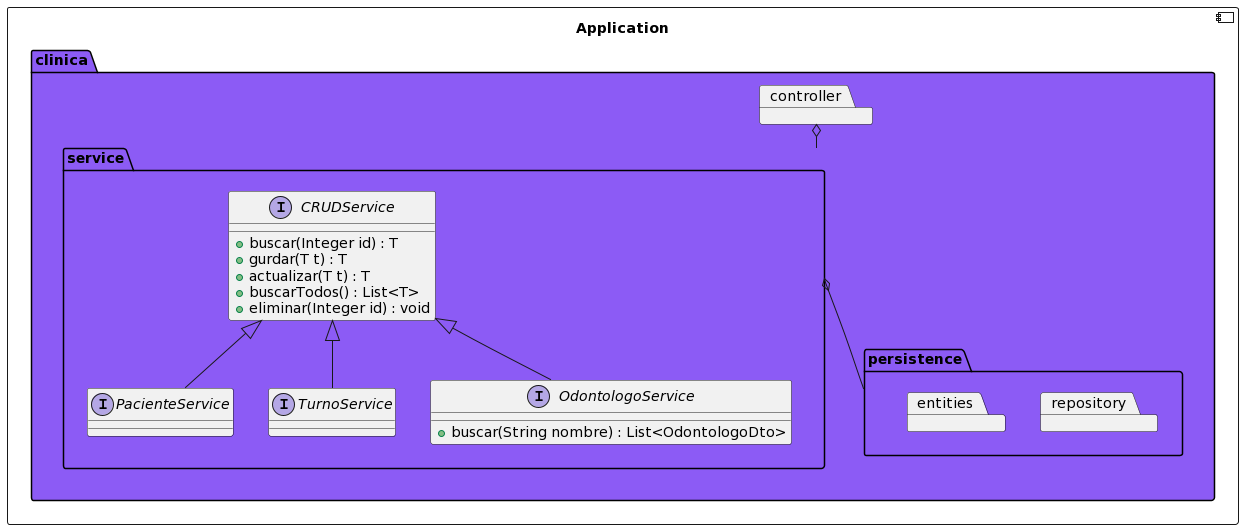 Application
clinica
controller
service
I CRUDService
buscar(Integer id) : T
gurdar(T t) : T
actualizar(T t) : T
buscarTodos() : List<T>
eliminar(Integer id) : void
persistence
entities
repository
I PacienteService
I TurnoService
I OdontologoService
buscar(String nombre) : List<OdontologoDto>